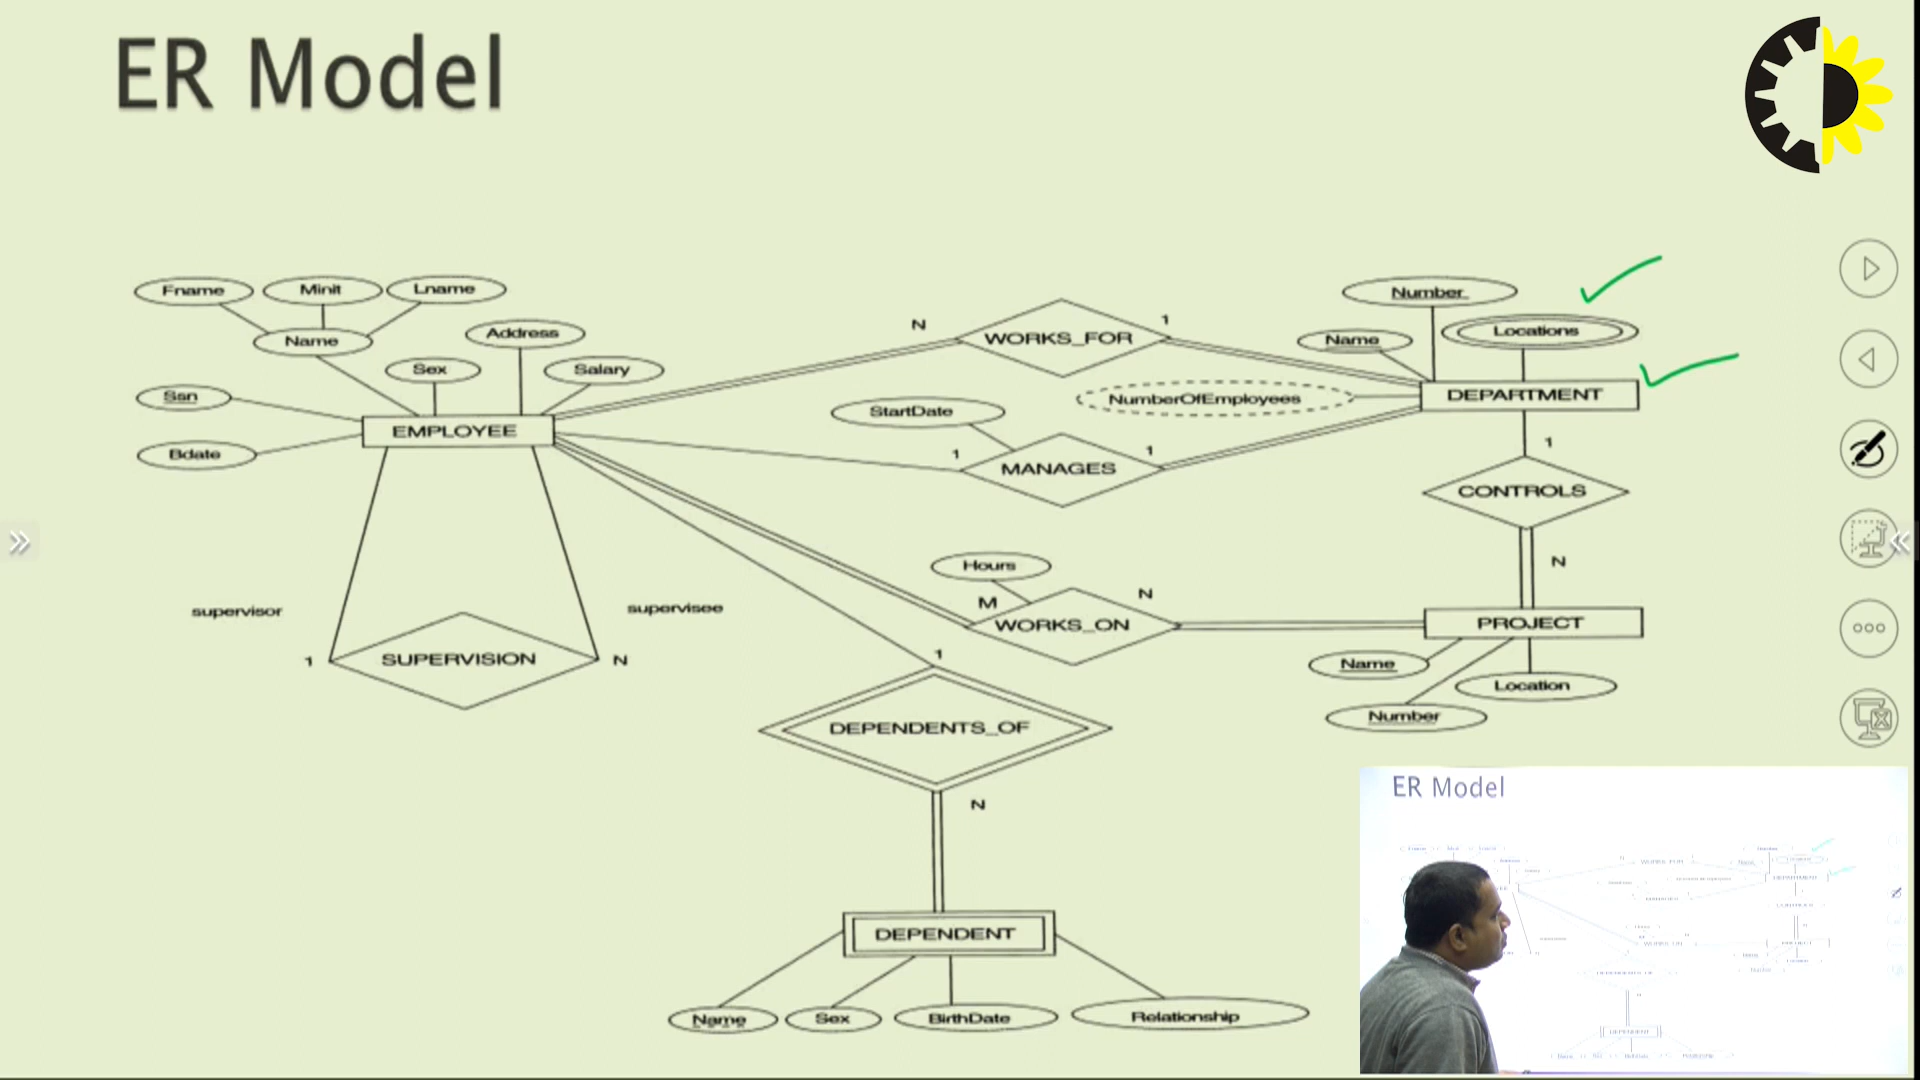 ER Model
Fname
Minit
Lname
Number
N
1
Locations
Name
Address
WORKS_FOR
Name
Sex
Salary
Ssn
NumberOfEmployees
DEPARTMENT
StartDate
EMPLOYEE
1
1
1
Bdate
MANAGES
CONTROLS
Hours
N
M
N
supervisor
supervisee
WORKS_ON
PROJECT
1
1
SUPERVISION
N
Name
Location
DEPENDENTS_OF
Number
N
ER Model
DEPENDENT
Name
Sex
BirthDate
Relationship